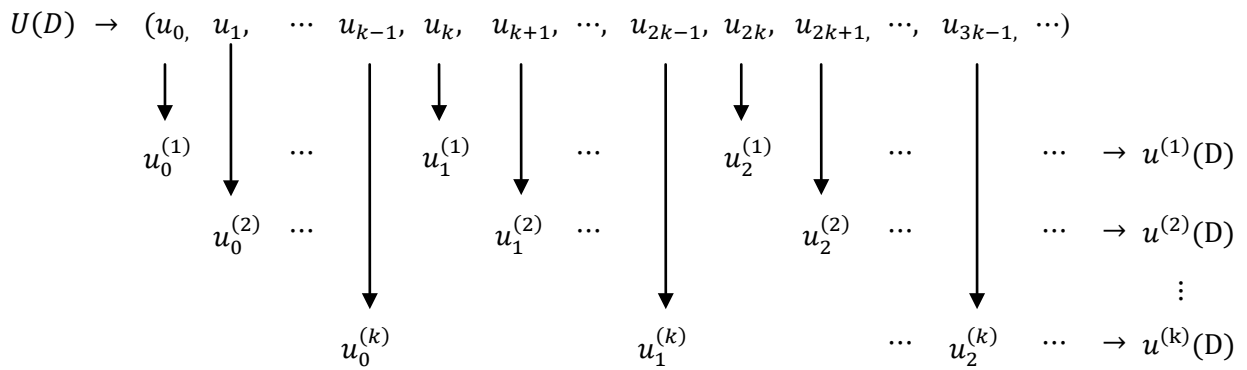 U(D) → (u₀, u₁, ⋯ uₖ₋₁, uₖ, uₖ₊₁, ⋯, u₂ₖ₋₁, u₂ₖ, u₂ₖ₊₁, ⋯, u₃ₖ₋₁, ⋯)
u₀⁽¹⁾ ⋯ u₁⁽¹⁾ ⋯ u₂⁽¹⁾ ⋯ ⋯ → u⁽¹⁾(D)
u₀⁽²⁾ ⋯ u₁⁽²⁾ ⋯ u₂⁽²⁾ ⋯ ⋯ → u⁽²⁾(D)
⋮
u₀⁽ᵏ⁾ u₁⁽ᵏ⁾ ⋯ u₂⁽ᵏ⁾ ⋯ → u⁽ᵏ⁾(D)